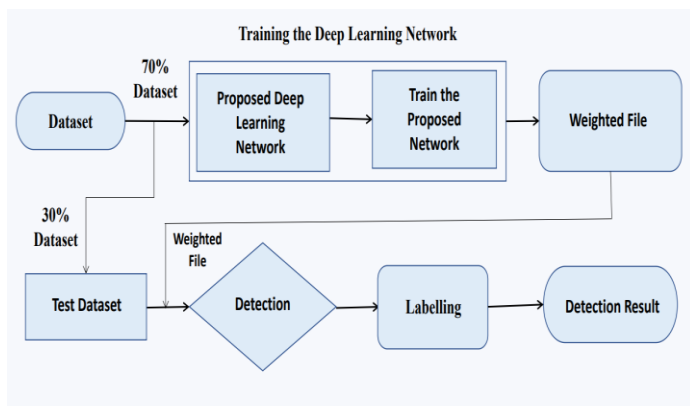 Training the Deep Learning Network
70%
Dataset
Dataset
Proposed Deep
Learning
Network
Train the
Proposed
Network
Weighted File
30%
Dataset
Weighted
File
Test Dataset
Detection
Labelling
Detection Result